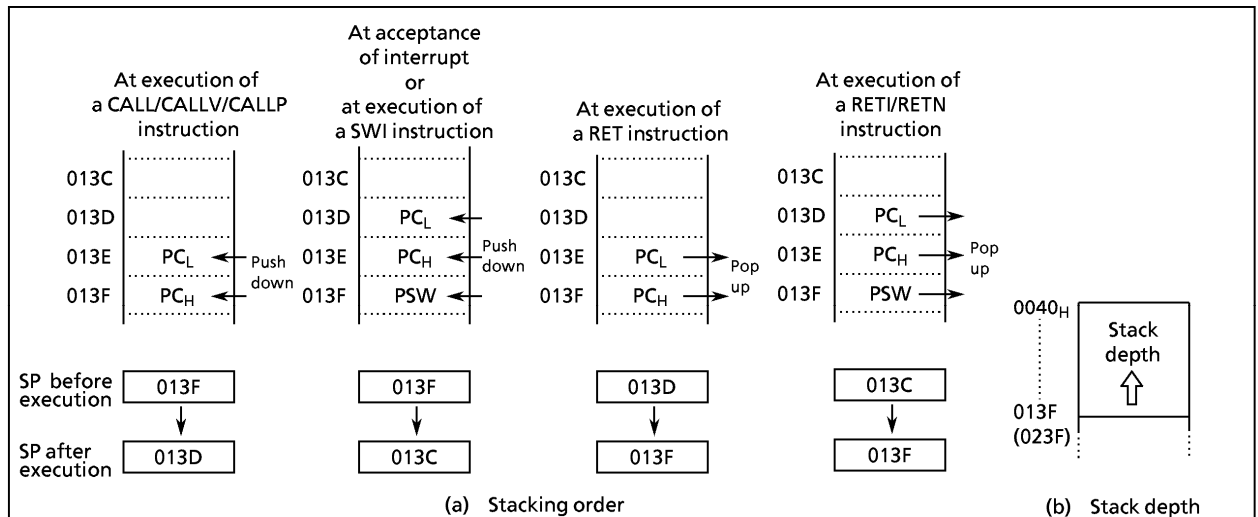 At execution of
a CALL/CALLV/CALLP
instruction
013C
013D
013E PCL
013F PCH
Push
down
At acceptance
of interrupt
or
at execution of
a SWI instruction
013C
013D PCL
013E PCH
013F PSW
Push
down
At execution of
a RET instruction
013C
013D
013E PCL
013F PCH
Pop
up
At execution of
a RETI/RETN
instruction
013C
013D PCL
013E PCH
013F PSW
Pop
up
SP before
execution
013F 013F 013D 013C
SP after
execution
013D 013C 013F 013F
(a) Stacking order
0040H
Stack
depth
013F
(023F)
(b) Stack depth